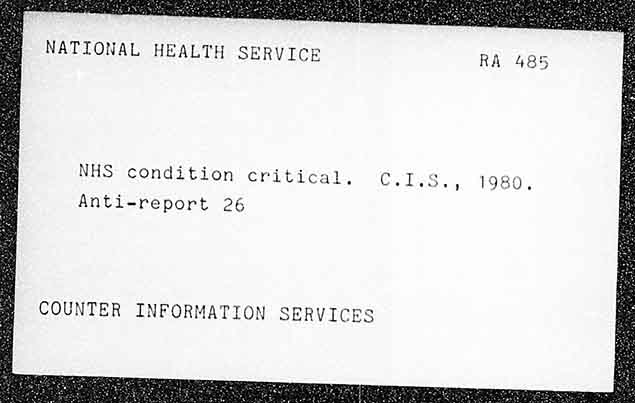 NATIONAL HEALTH SERVICE RA 485
NHS condition critical. C.I.S., 1980.
Anti-report 26
COUNTER INFORMATION SERVICES